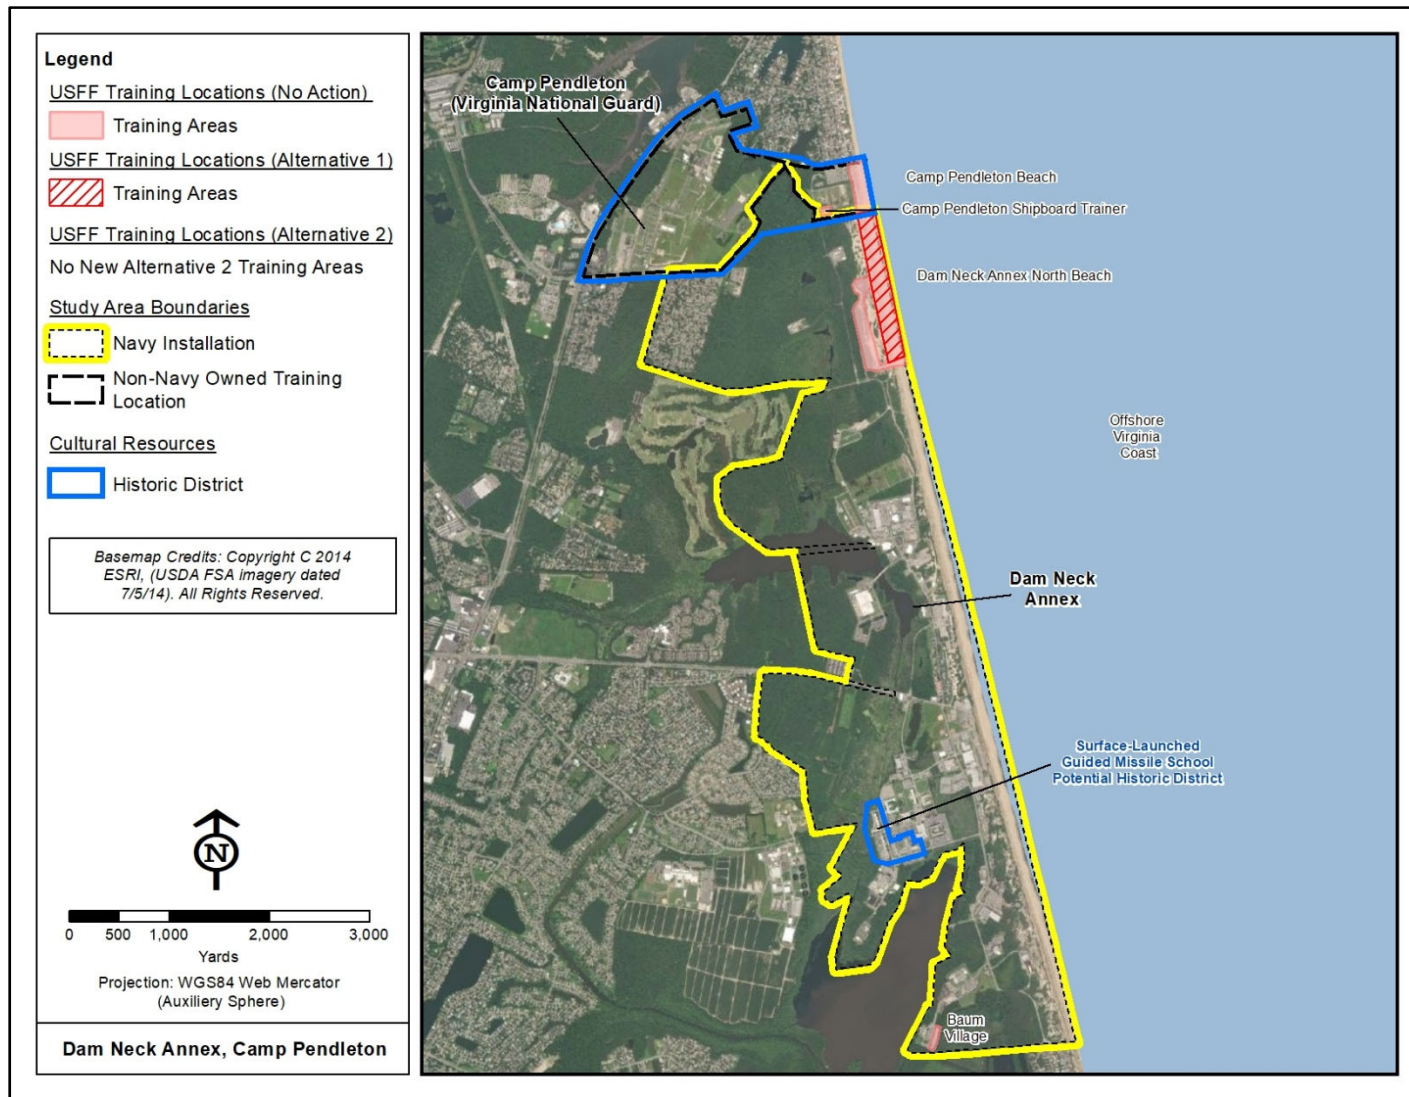 Legend
USFF Training Locations (No Action)
Training Areas
USFF Training Locations (Alternative 1)
Training Areas
USFF Training Locations (Alternative 2)
No New Alternative 2 Training Areas
Study Area Boundaries
Navy Installation
Non-Navy Owned Training
Location
Cultural Resources
Historic District
Basemap Credits: Copyright C 2014
ESRI, (USDA FSA imagery dated
7/5/14). All Rights Reserved.
N
0 500 1,000 2,000 3,000
Yards
Projection: WGS84 Web Mercator
(Auxiliery Sphere)
Dam Neck Annex, Camp Pendleton
Camp Pendleton
(Virginia National Guard)
Camp Pendleton Beach
Camp Pendleton Shipboard Trainer
Dam Neck Annex North Beach
Offshore
Virginia
Coast
Dam Neck
Annex
Surface-Launched
Guided Missile School
Potential Historic District
Baum
Village